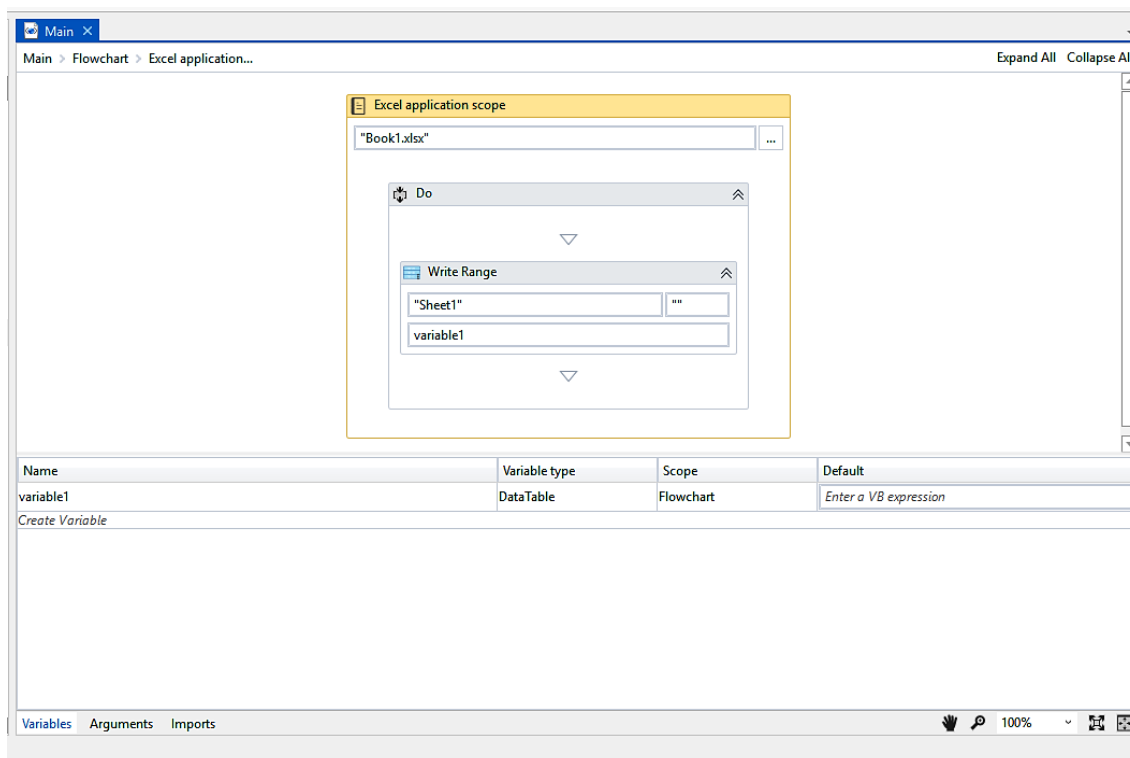 Main
Main > Flowchart > Excel application...
Expand All Collapse Al
Excel application scope
"Book1.xlsx" ...
Do
Write Range
"Sheet1" ""
variable1
Name Variable type Scope Default
variable1 DataTable Flowchart Enter a VB expression
Create Variable
Variables Arguments Imports
100%